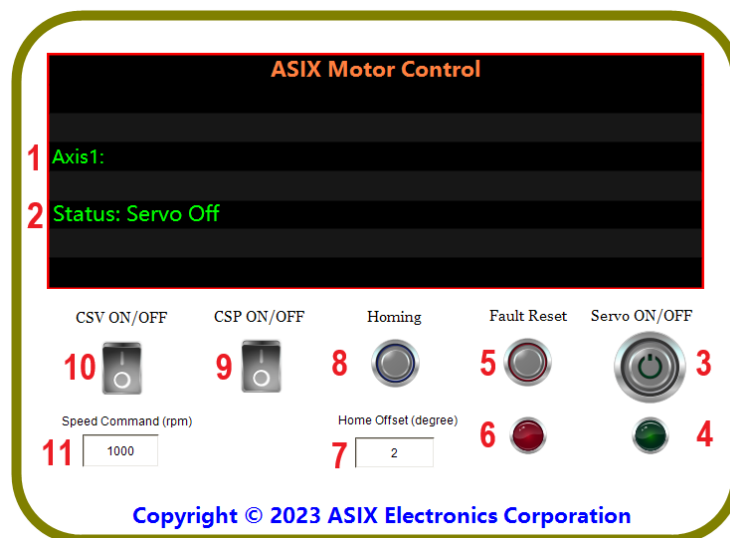 ASIX Motor Control
1 Axis1:
2 Status: Servo Off
CSV ON/OFF CSP ON/OFF Homing Fault Reset Servo ON/OFF
10 9 8 5 3
Speed Command (rpm) Home Offset (degree)
11 1000 7 2 6 4
Copyright © 2023 ASIX Electronics Corporation